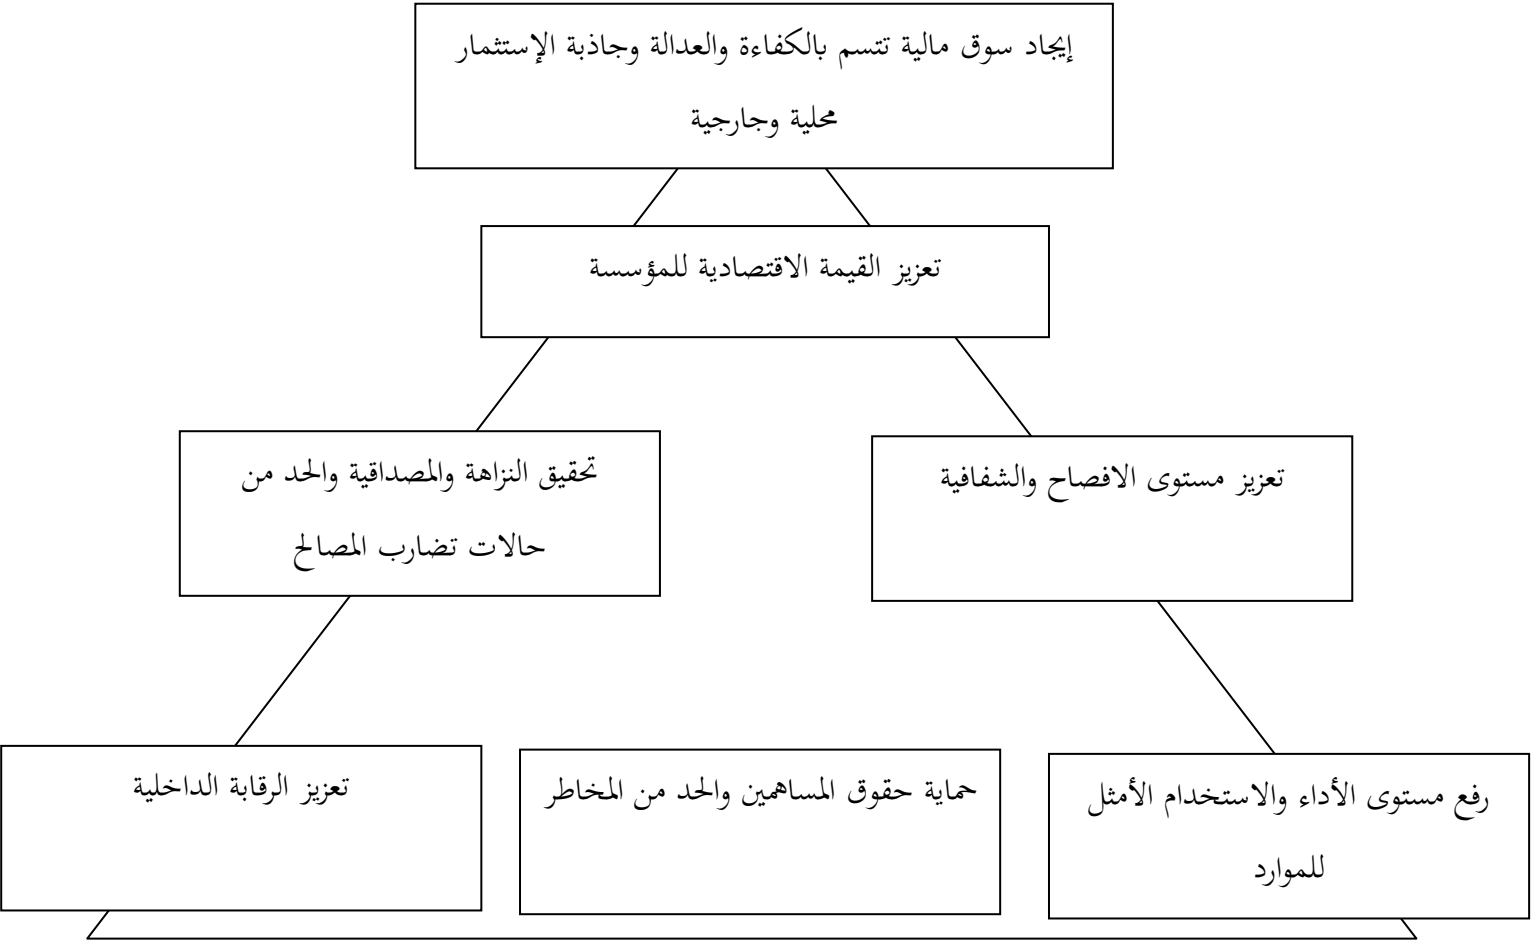 إيجاد سوق مالية تتسم بالكفاءة والعدالة وجاذبة الإستثمار
محلية وجارجية
تعزيز القيمة الاقتصادية للمؤسسة
تعزيز مستوى الافصاح والشفافية
تحقيق النزاهة والمصداقية والحد من
حالات تضارب المصالح
رفع مستوى الأداء والاستخدام الأمثل
للموارد
حماية حقوق المساهمين والحد من المخاطر
تعزيز الرقابة الداخلية